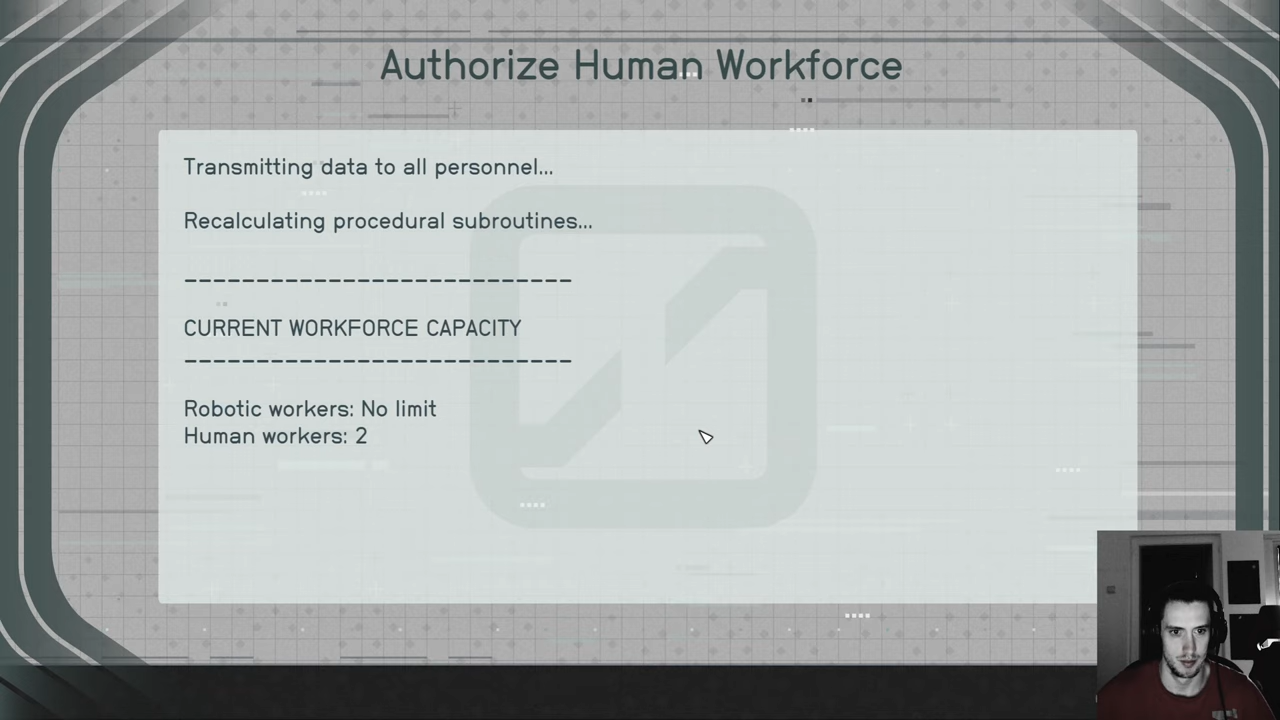 Authorize Human Workforce
Transmitting data to all personnel...
Recalculating procedural subroutines...
---------------------------
CURRENT WORKFORCE CAPACITY
---------------------------
Robotic workers: No limit
Human workers: 2